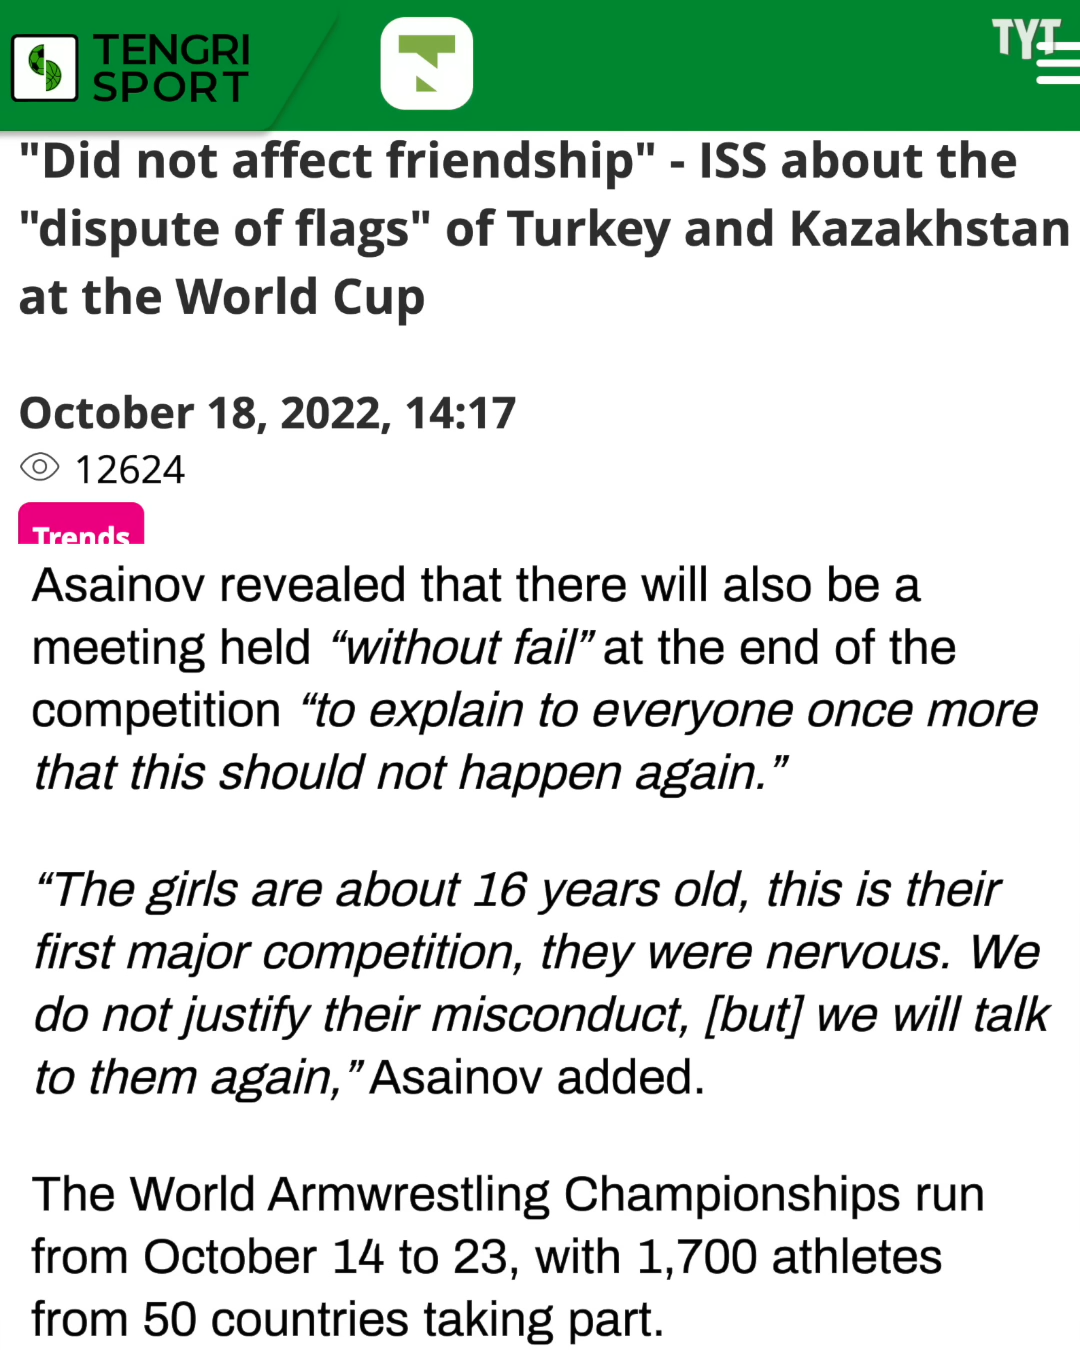 TENGRI
SPORT
TYT
"Did not affect friendship" - ISS about the
"dispute of flags" of Turkey and Kazakhstan
at the World Cup
October 18, 2022, 14:17
12624
Trends
Asainov revealed that there will also be a
meeting held “without fail” at the end of the
competition “to explain to everyone once more
that this should not happen again.”
“The girls are about 16 years old, this is their
first major competition, they were nervous. We
do not justify their misconduct, [but] we will talk
to them again,” Asainov added.
The World Armwrestling Championships run
from October 14 to 23, with 1,700 athletes
from 50 countries taking part.